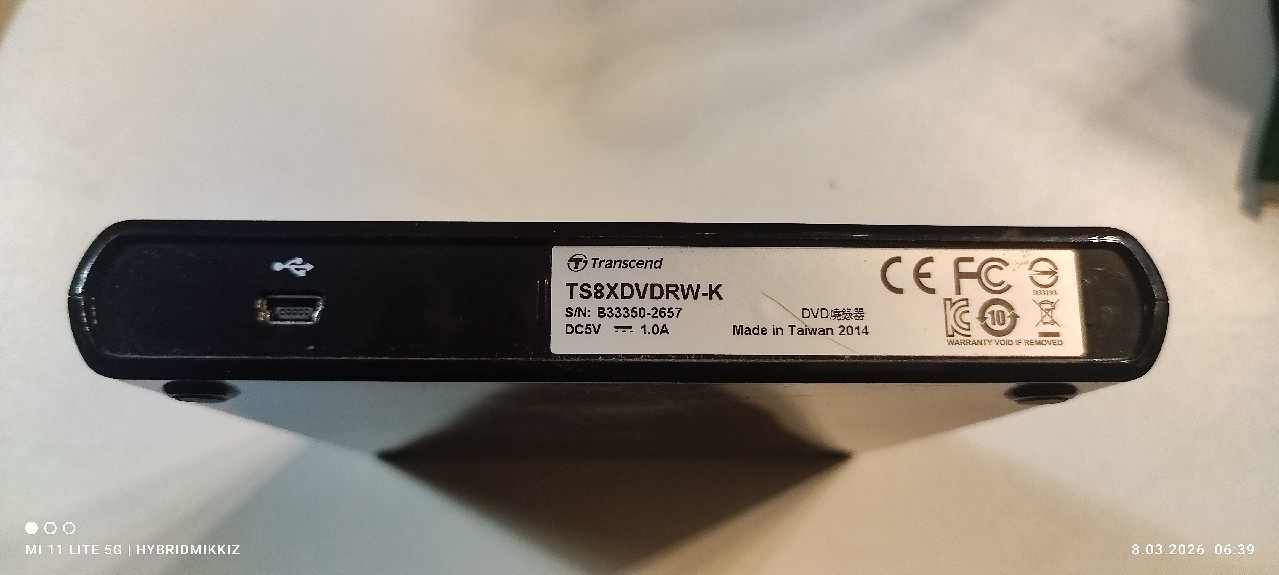 Transcend
TS8XDVDRW-K
S/N: B33350-2657
DVD燒錄器
DC5V 1.0A
Made in Taiwan 2014
CE FC
D33193
10
WARRANTY VOID IF REMOVED
MI 11 LITE 5G | HYBRIDMIKKIZ
8.03.2026 06:39